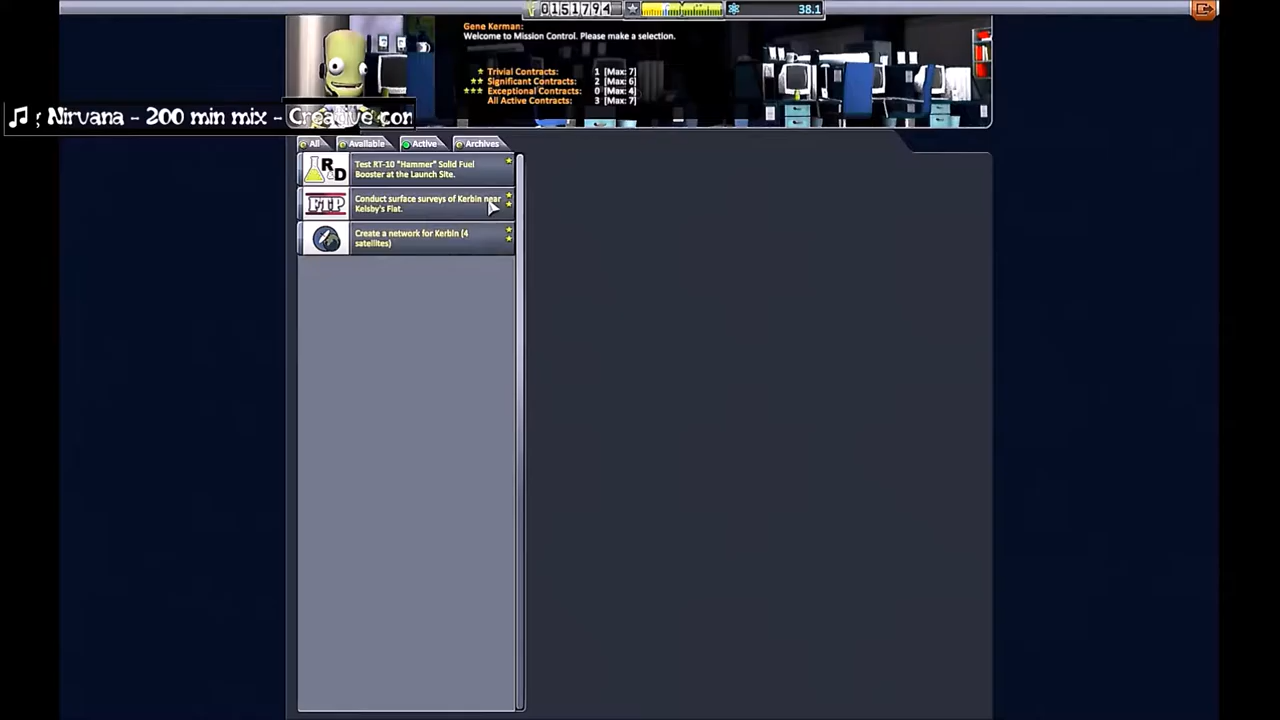 0151794
38.1
Gene Kerman:
Welcome to Mission Control. Please make a selection.
Trivial Contracts: 1 [Max: 7]
Significant Contracts: 2 [Max: 6]
Exceptional Contracts: 0 [Max: 4]
All Active Contracts: 3 [Max: 7]
; Nirvana - 200 min mix - Creative con
All
Available
Active
Archives
R&D
Test RT-10 "Hammer" Solid Fuel
Booster at the Launch Site.
FTP
Conduct surface surveys of Kerbin near
Kelsby's Flat.
Create a network for Kerbin (4
satellites)